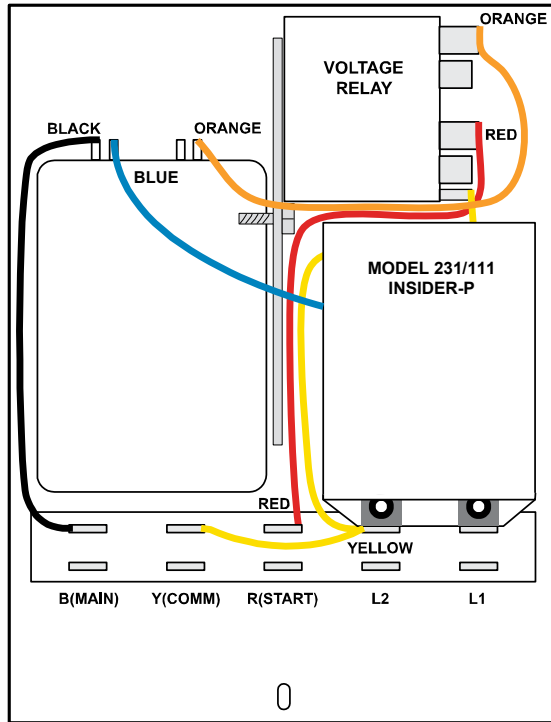 ORANGE
VOLTAGE
RELAY
BLACK
ORANGE
RED
BLUE
MODEL 231/111
INSIDER-P
RED
YELLOW
B(MAIN) Y(COMM) R(START) L2 L1